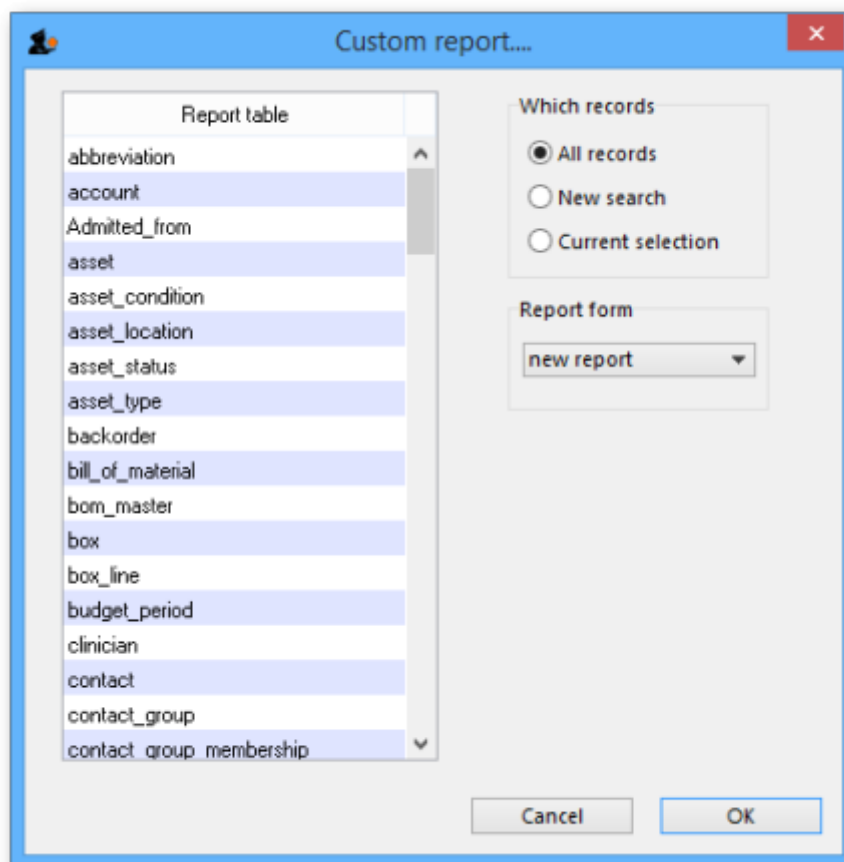 Custom report....
Report table
abbreviation
account
Admitted_from
asset
asset_condition
asset_location
asset_status
asset_type
backorder
bill_of_material
bom_master
box
box_line
budget_period
clinician
contact
contact_group
contact_group_membership
Which records
All records
New search
Current selection
Report form
new report
Cancel
OK